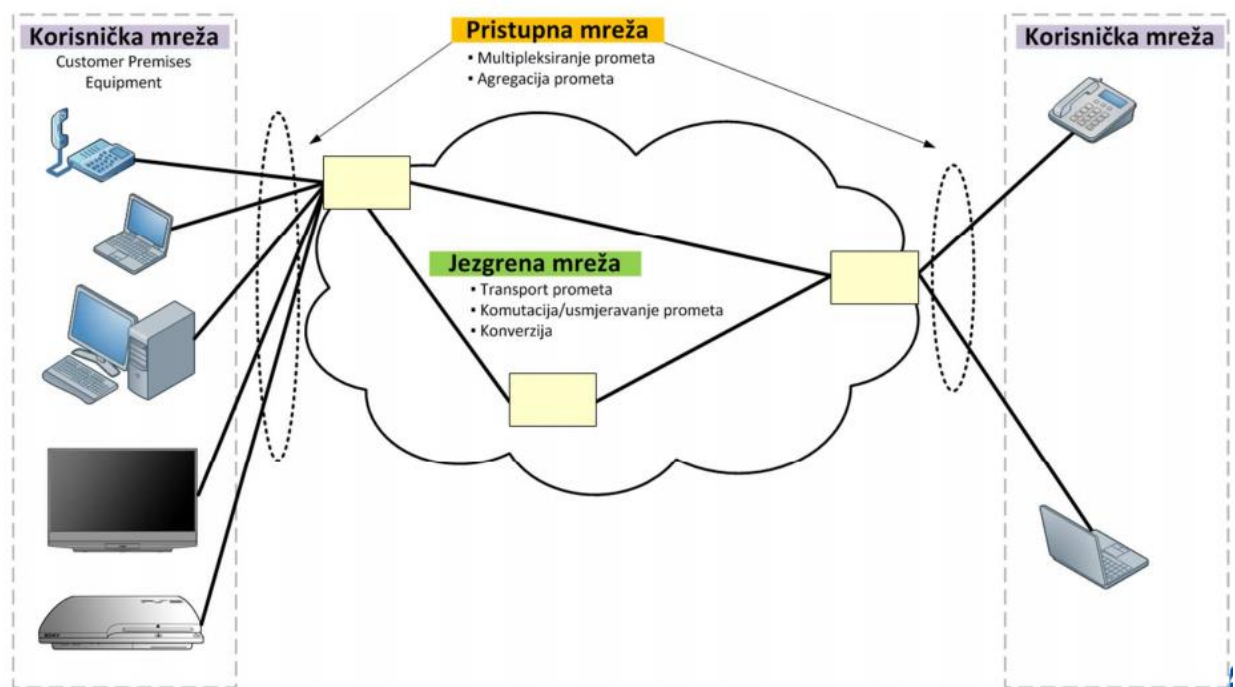 Korisnička mreža
Customer Premises
Equipment
Pristupna mreža
▪ Multipleksiranje prometa
▪ Agregacija prometa
Korisnička mreža
Jezgrena mreža
▪ Transport prometa
▪ Komutacija/usmjeravanje prometa
▪ Konverzija